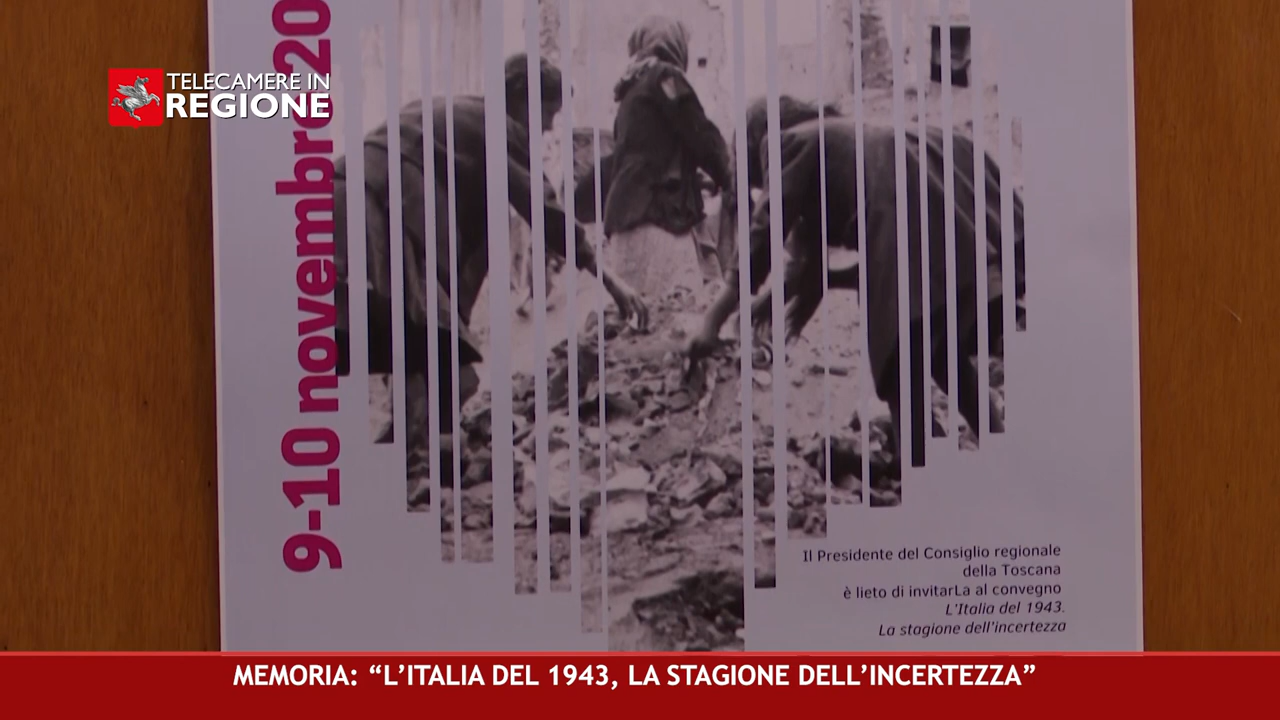 TELECAMERE IN
REGIONE
9-10 novembre 20
Il Presidente del Consiglio regionale
della Toscana
è lieto di invitarLa al convegno
L'Italia del 1943.
La stagione dell'incertezza
MEMORIA: “L’ITALIA DEL 1943, LA STAGIONE DELL’INCERTEZZA”